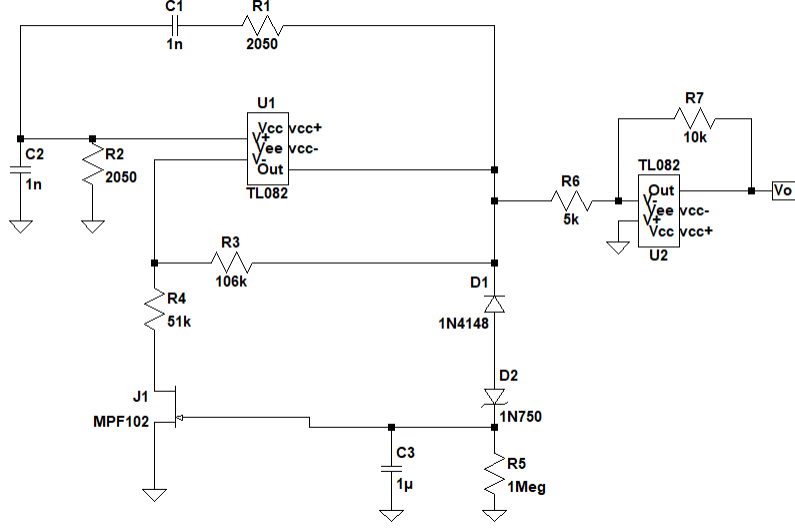 C1
1n
R1
2050
U1
Vcc vcc+
V+
Vee vcc-
V-
Out
TL082
C2
1n
R2
2050
R3
106k
R4
51k
J1
MPF102
D1
1N4148
D2
1N750
C3
1µ
R5
1Meg
R6
5k
R7
10k
TL082
Out
V-
Vee vcc-
V+
Vcc vcc+
U2
Vo